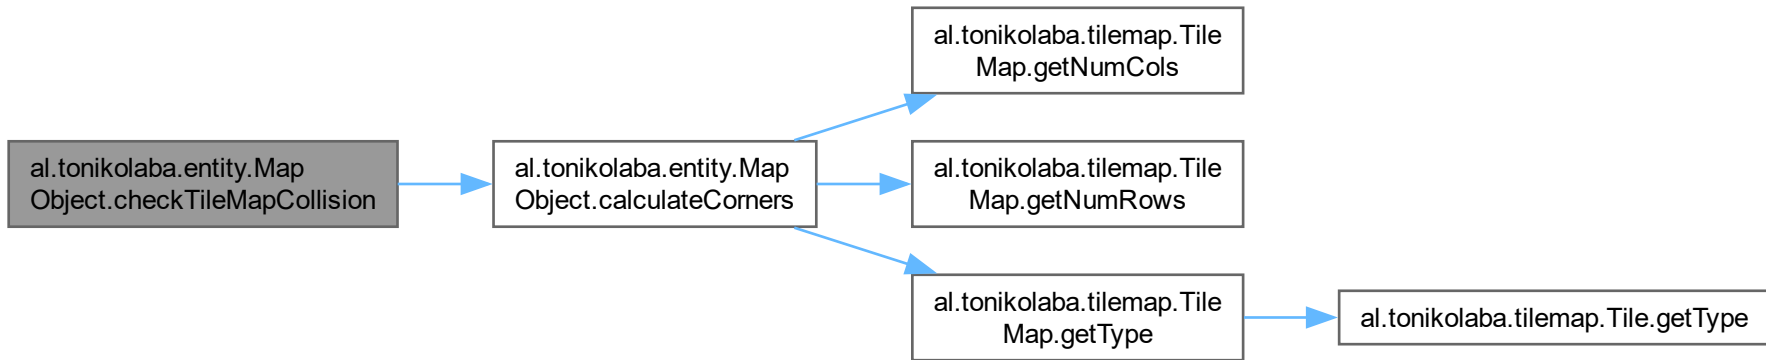 al.tonikolaba.entity.Map
Object.checkTileMapCollision
al.tonikolaba.entity.Map
Object.calculateCorners
al.tonikolaba.tilemap.Tile
Map.getNumCols
al.tonikolaba.tilemap.Tile
Map.getNumRows
al.tonikolaba.tilemap.Tile
Map.getType
al.tonikolaba.tilemap.Tile.getType